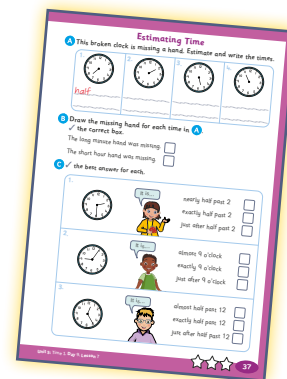 Estimating Time
A This broken clock is missing a hand. Estimate and write the times.
1. 2. 3. 4.
half
B Draw the missing hand for each time in A
✓ the correct box.
The long minute hand was missing.
The short hour hand was missing.
C ✓ the best answer for each.
1.
It is...
nearly half past 2
exactly half past 2
just after half past 2
2.
It is...
almost 9 o'clock
exactly 9 o'clock
just after 9 o'clock
3.
It is...
almost half past 12
exactly half past 12
just after half past 12
37